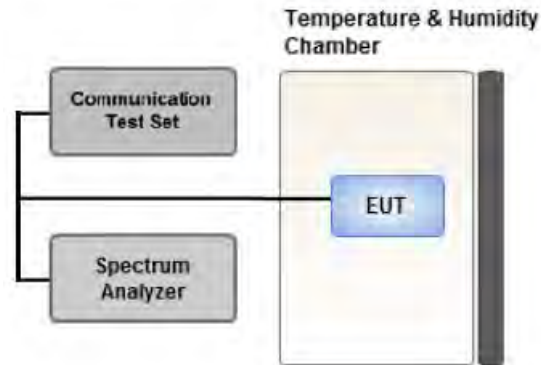 Temperature & Humidity
Chamber
Communication
Test Set
EUT
Spectrum
Analyzer